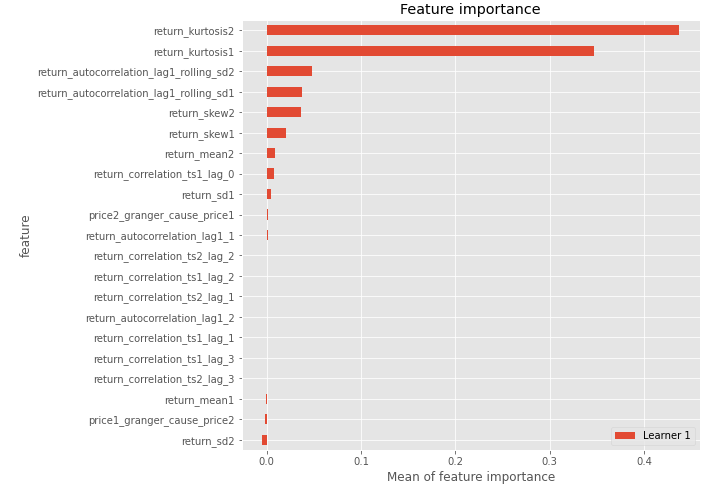 Feature importance
return_kurtosis2
return_kurtosis1
return_autocorrelation_lag1_rolling_sd2
return_autocorrelation_lag1_rolling_sd1
return_skew2
return_skew1
return_mean2
return_correlation_ts1_lag_0
return_sd1
price2_granger_cause_price1
return_autocorrelation_lag1_1
return_correlation_ts2_lag_2
return_correlation_ts1_lag_2
return_correlation_ts2_lag_1
return_autocorrelation_lag1_2
return_correlation_ts1_lag_1
return_correlation_ts1_lag_3
return_correlation_ts2_lag_3
return_mean1
price1_granger_cause_price2
return_sd2
feature
Learner 1
0.0 0.1 0.2 0.3 0.4
Mean of feature importance